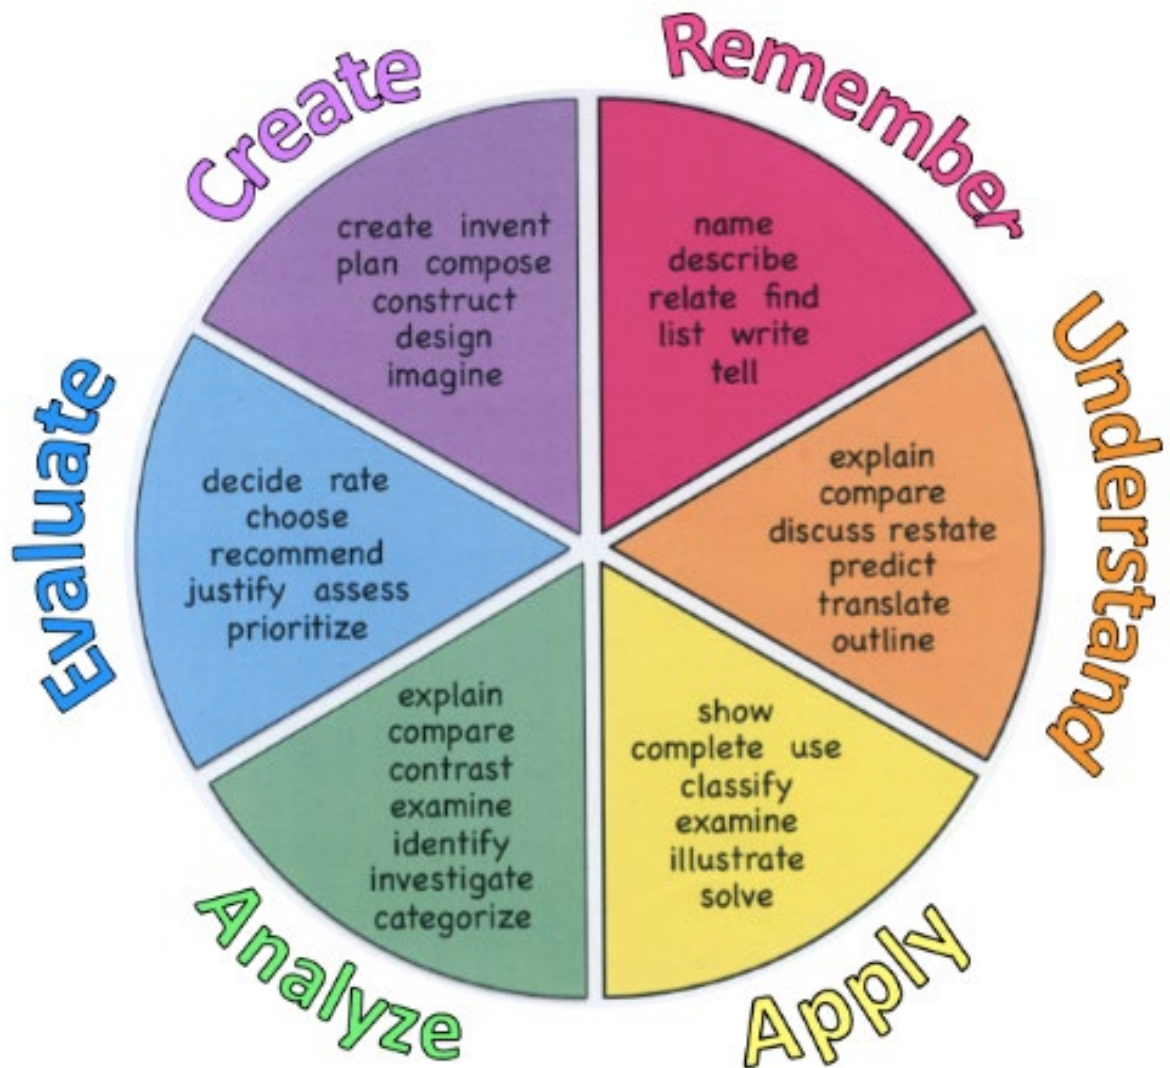 Remember
name
describe
relate find
list write
tell
Understand
explain
compare
discuss restate
predict
translate
outline
Apply
show
complete use
classify
examine
illustrate
solve
Analyze
explain
compare
contrast
examine
identify
investigate
categorize
Evaluate
decide rate
choose
recommend
justify assess
prioritize
Create
create invent
plan compose
construct
design
imagine